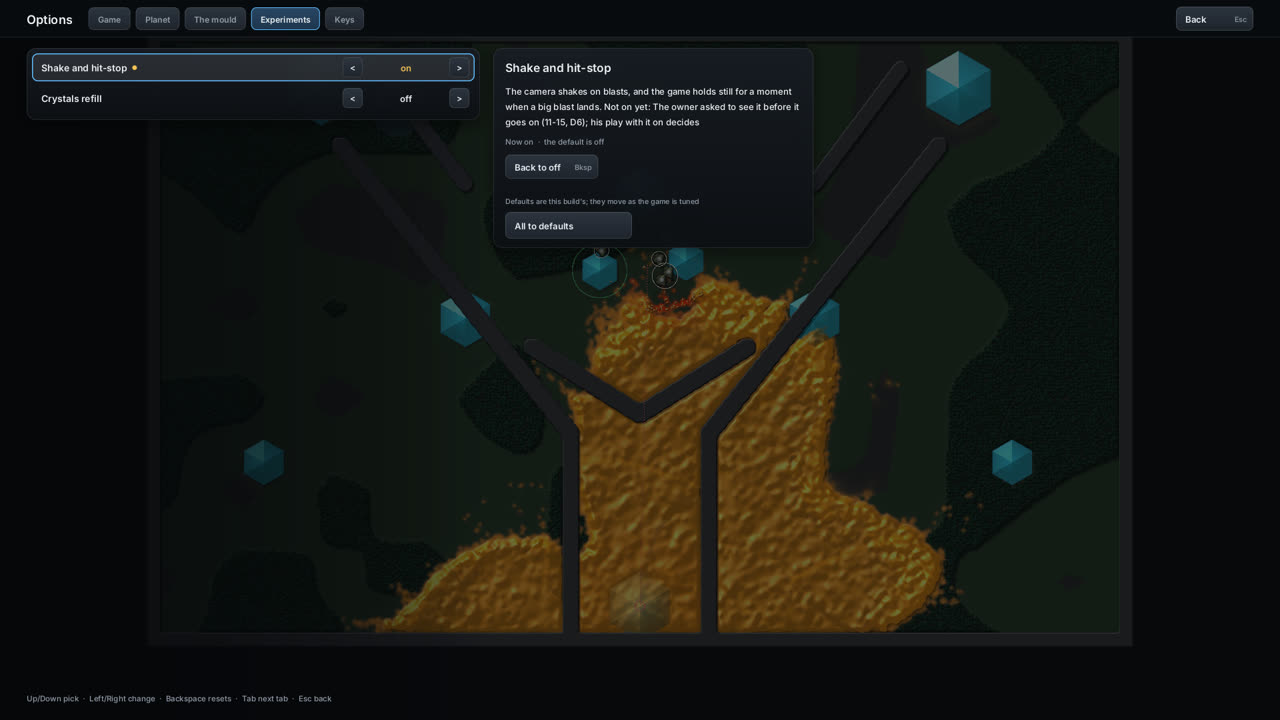 Options
Game
Planet
The mould
Experiments
Keys
Back Esc
Shake and hit-stop
< on >
Crystals refill
< off >
Shake and hit-stop
The camera shakes on blasts, and the game holds still for a moment
when a big blast lands. Not on yet: The owner asked to see it before it
goes on (11-15, D6); his play with it on decides
Now on · the default is off
Back to off Bksp
Defaults are this build's; they move as the game is tuned
All to defaults
Up/Down pick · Left/Right change · Backspace resets · Tab next tab · Esc back